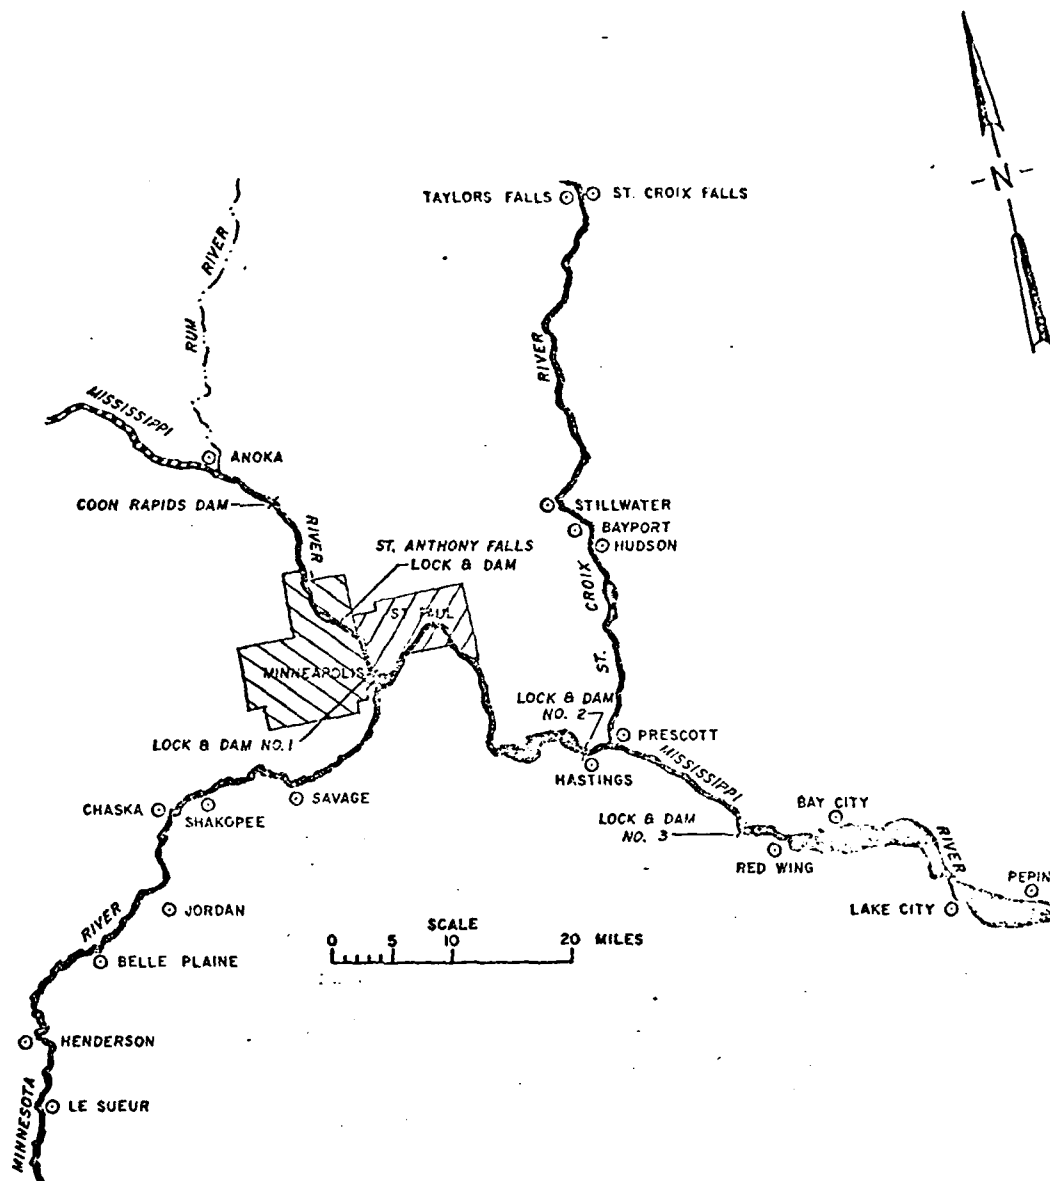 TAYLORS FALLS
ST. CROIX FALLS
N
RUM RIVER
RIVER
MISSISSIPPI
ANOKA
COON RAPIDS DAM
RIVER
STILLWATER
BAYPORT
HUDSON
ST. ANTHONY FALLS
LOCK & DAM
ST. PAUL
ST. CROIX
MINNEAPOLIS
LOCK & DAM NO. 1
LOCK & DAM
NO. 2
PRESCOTT
HASTINGS
MISSISSIPPI
SAVAGE
CHASKA
SHAKOPEE
LOCK & DAM
NO. 3
BAY CITY
RIVER
RED WING
PEPIN
LAKE CITY
JORDAN
RIVER
BELLE PLAINE
SCALE
0 5 10 20 MILES
HENDERSON
LE SUEUR
MINNESOTA